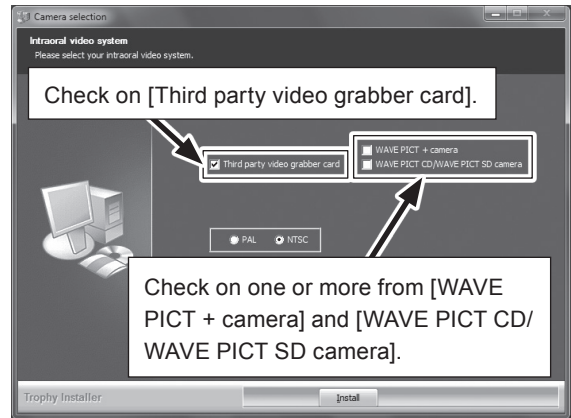 Camera selection
Intraoral video system
Please select your intraoral video system.
Check on [Third party video grabber card].
Third party video grabber card
WAVE PICT + camera
WAVE PICT CD/WAVE PICT SD camera
PAL
NTSC
Check on one or more from [WAVE
PICT + camera] and [WAVE PICT CD/
WAVE PICT SD camera].
Trophy Installer
Install